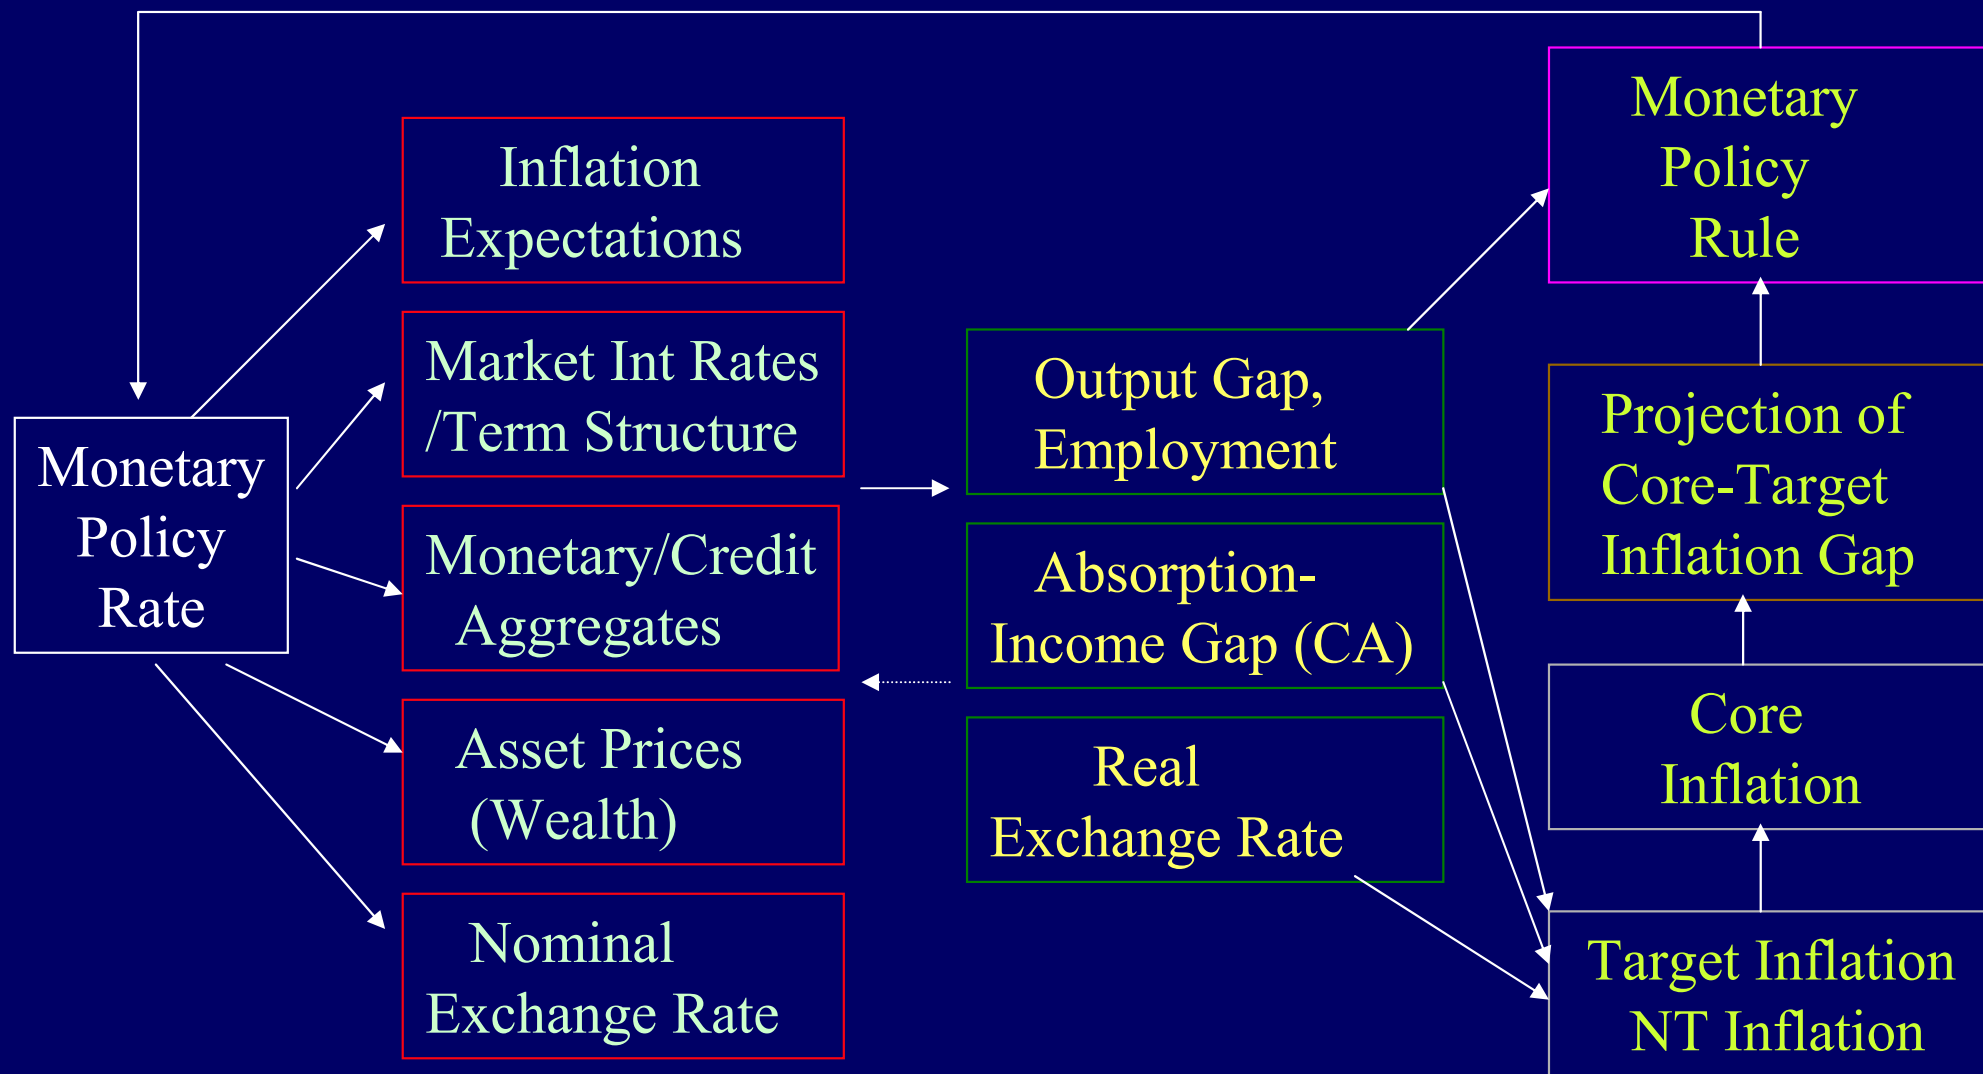 Monetary
Policy
Rate
Inflation
Expectations
Market Int Rates
/Term Structure
Monetary/Credit
Aggregates
Asset Prices
(Wealth)
Nominal
Exchange Rate
Output Gap,
Employment
Absorption-
Income Gap (CA)
Real
Exchange Rate
Monetary
Policy
Rule
Projection of
Core-Target
Inflation Gap
Core
Inflation
Target Inflation
NT Inflation